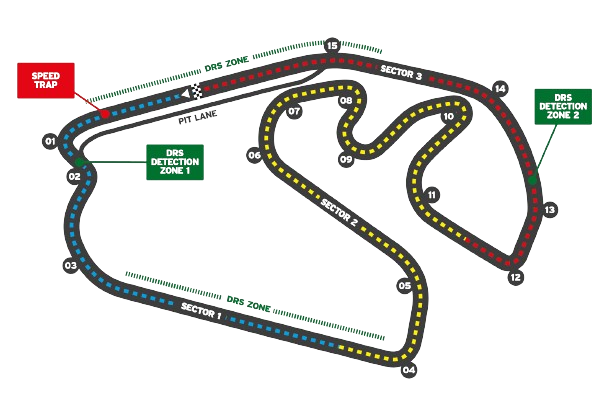 15
DRS ZONE
SECTOR 3
SPEED
TRAP
14
DRS
DETECTION
ZONE 2
08
07
10
PIT LANE
01
DRS
DETECTION
ZONE 1
06
09
02
11
SECTOR 2
13
03
12
05
DRS ZONE
SECTOR 1
04